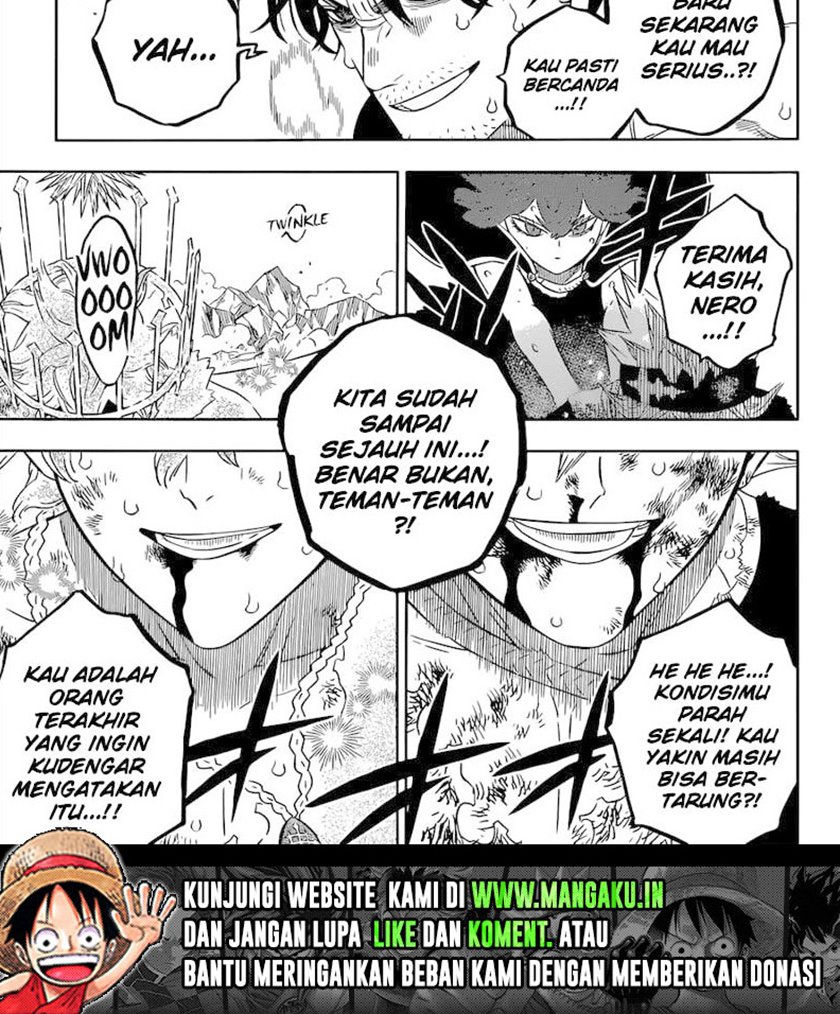 BARU
SEKARANG
KAU MAU
SERIUS..?!
KAU PASTI
BERCANDA
...!!
YAH...
TERIMA
KASIH,
NERO
...!!
TWINKLE
VWO
OOO
OM
KITA SUDAH
SAMPAI
SEJAUH INI...!
BENAR BUKAN,
TEMAN-TEMAN
?!
HE HE HE...!
KONDISIMU
PARAH
SEKALI! KAU
YAKIN MASIH
BISA BER-
TARUNG?!
KAU ADALAH
ORANG
TERAKHIR
YANG INGIN
KUDENGAR
MENGATAKAN
ITU...!!
KUNJUNGI WEBSITE KAMI DI WWW.MANGAKU.IN
DAN JANGAN LUPA LIKE DAN KOMENT. ATAU
BANTU MERINGANKAN BEBAN KAMI DENGAN MEMBERIKAN DONASI